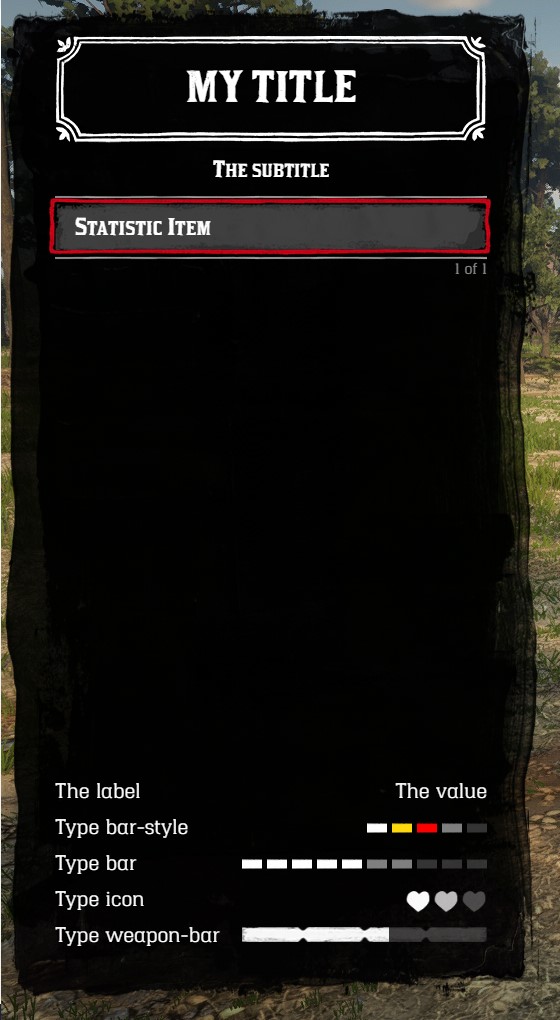 MY TITLE
The subtitle
Statistic Item
1 of 1
The label The value
Type bar-style
Type bar
Type icon
Type weapon-bar